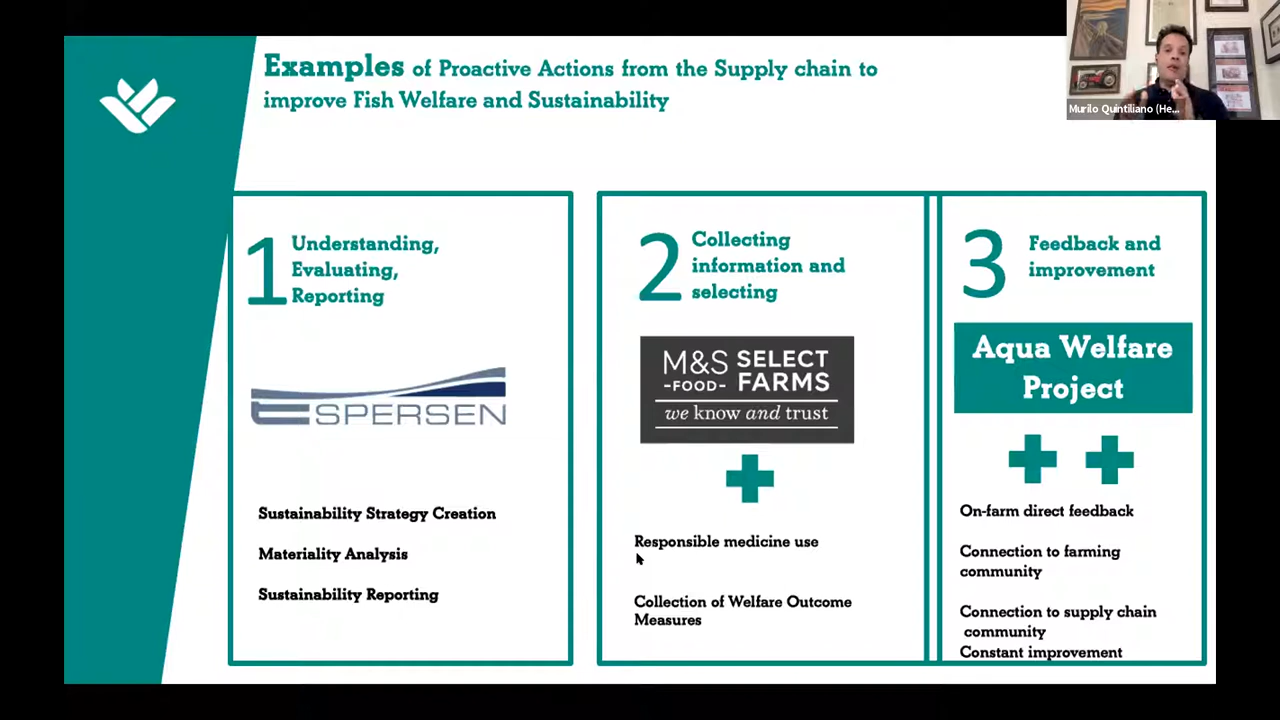 Examples of Proactive Actions from the Supply chain to
improve Fish Welfare and Sustainability
Murilo Quintiliano (He...
1
Understanding,
Evaluating,
Reporting
ESPERSEN
Sustainability Strategy Creation
Materiality Analysis
Sustainability Reporting
2
Collecting
information and
selecting
M&S SELECT
-FOOD- FARMS
we know and trust
Responsible medicine use
Collection of Welfare Outcome
Measures
3
Feedback and
improvement
Aqua Welfare
Project
On-farm direct feedback
Connection to farming
community
Connection to supply chain
community
Constant improvement